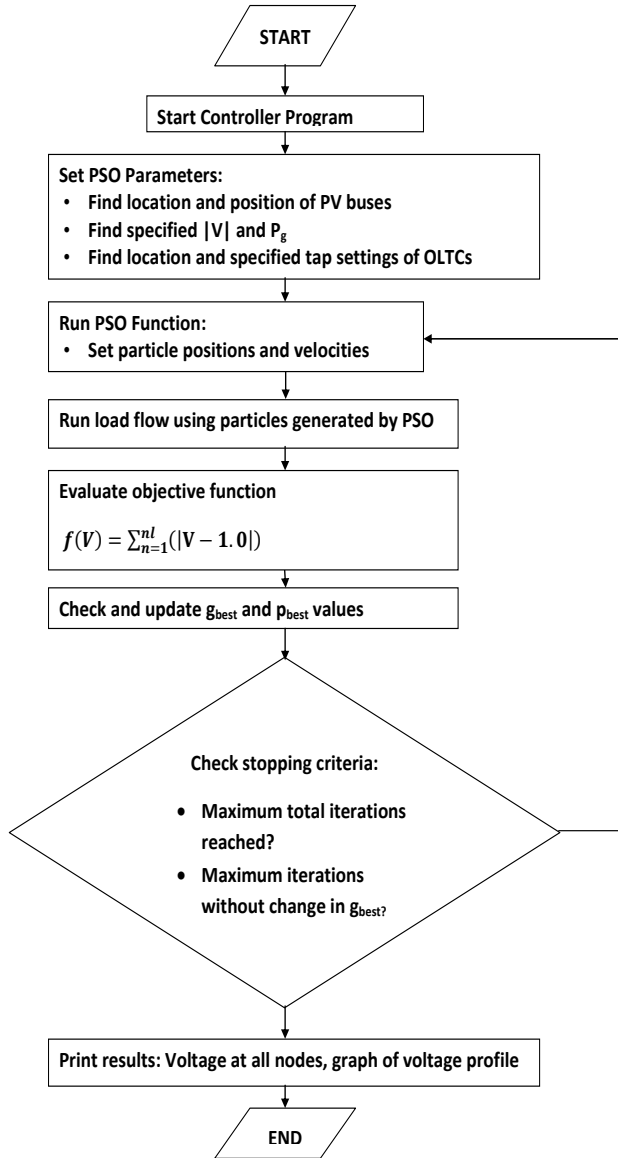 START
Start Controller Program
Set PSO Parameters:
• Find location and position of PV buses
• Find specified |V| and Pg
• Find location and specified tap settings of OLTCs
Run PSO Function:
• Set particle positions and velocities
Run load flow using particles generated by PSO
Evaluate objective function
f(V) = ∑ⁿˡₙ₌₁(|V − 1.0|)
Check and update gbest and pbest values
Check stopping criteria:
• Maximum total iterations
reached?
• Maximum iterations
without change in gbest?
Print results: Voltage at all nodes, graph of voltage profile
END